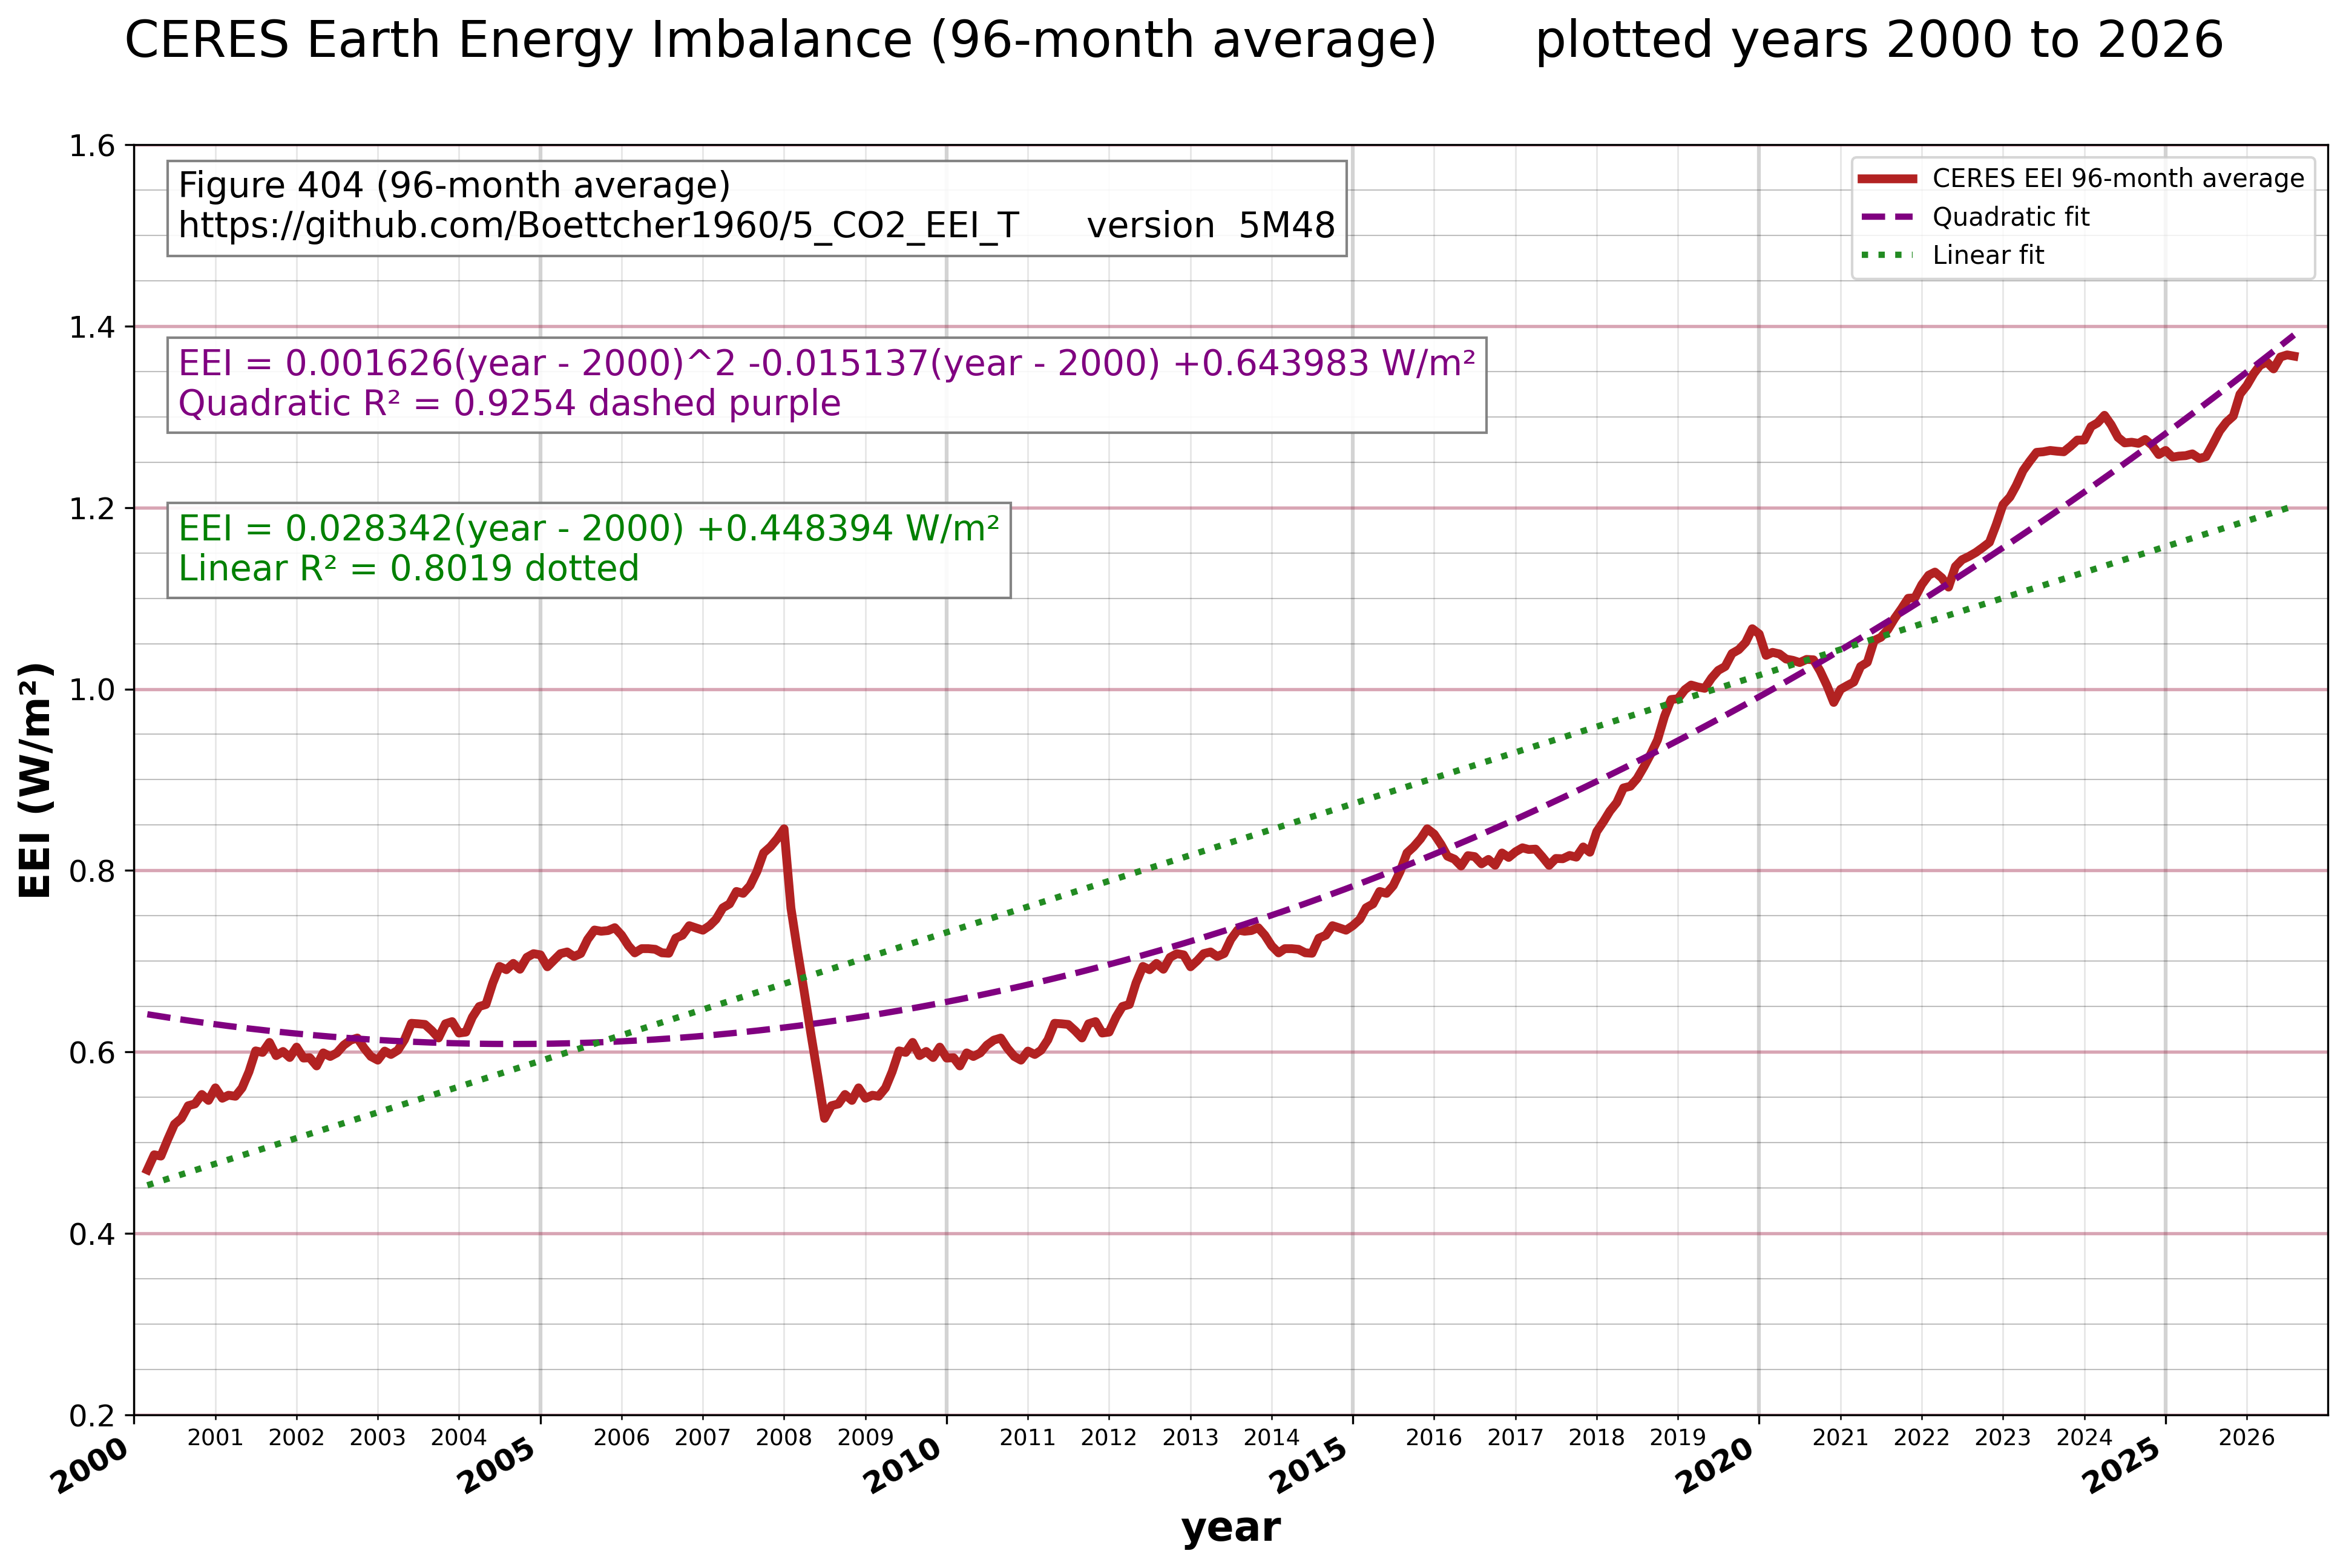 CERES Earth Energy Imbalance (96-month average)      plotted years 2000 to 2026
1.6
1.4
1.2
1.0
0.8
0.6
0.4
0.2
EEI (W/m²)
Figure 404 (96-month average)
https://github.com/Boettcher1960/5_CO2_EEI_T      version  5M48
EEI = 0.001626(year - 2000)^2 -0.015137(year - 2000) +0.643983 W/m²
Quadratic R² = 0.9254 dashed purple
EEI = 0.028342(year - 2000) +0.448394 W/m²
Linear R² = 0.8019 dotted
CERES EEI 96-month average
Quadratic fit
Linear fit
2000 2001 2002 2003 2004 2005 2006 2007 2008 2009 2010 2011 2012 2013 2014 2015 2016 2017 2018 2019 2020 2021 2022 2023 2024 2025 2026
year